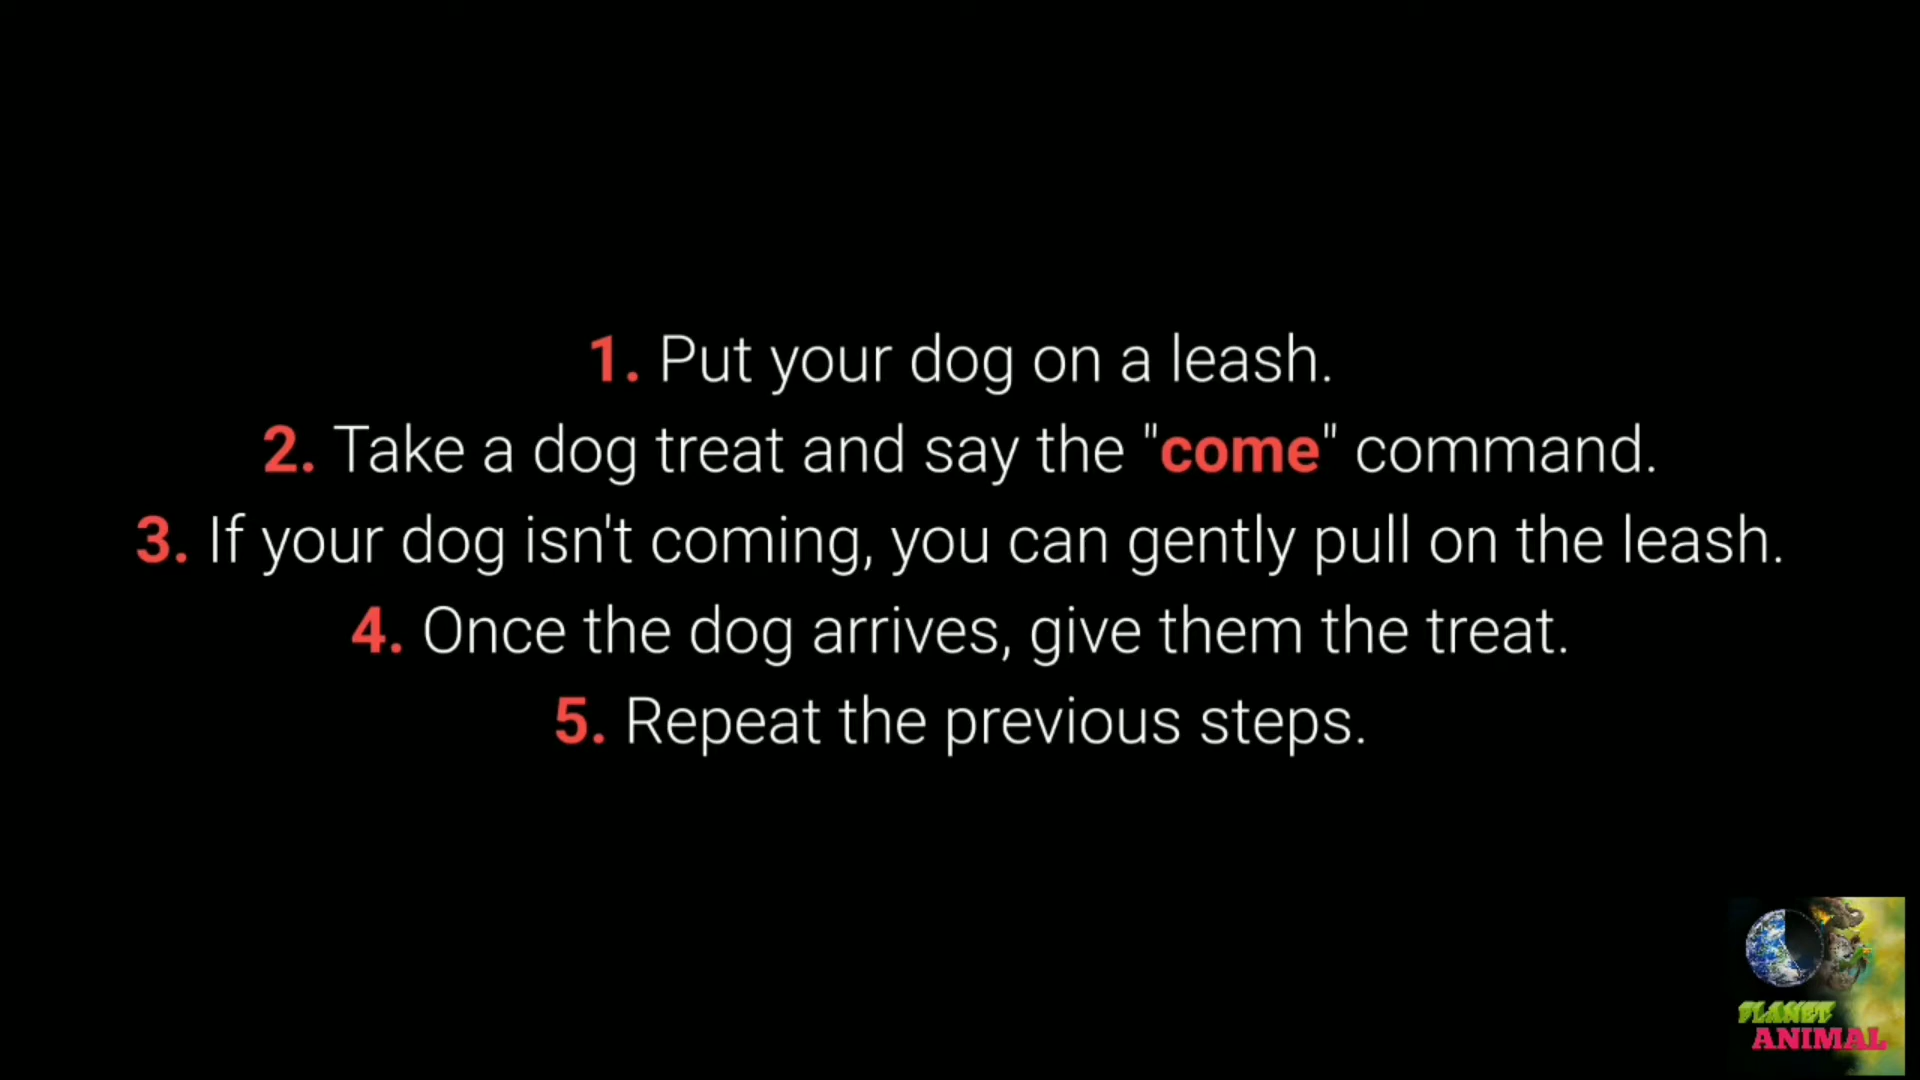 1. Put your dog on a leash.
2. Take a dog treat and say the "come" command.
3. If your dog isn't coming, you can gently pull on the leash.
4. Once the dog arrives, give them the treat.
5. Repeat the previous steps.
PLANET
ANIMAL